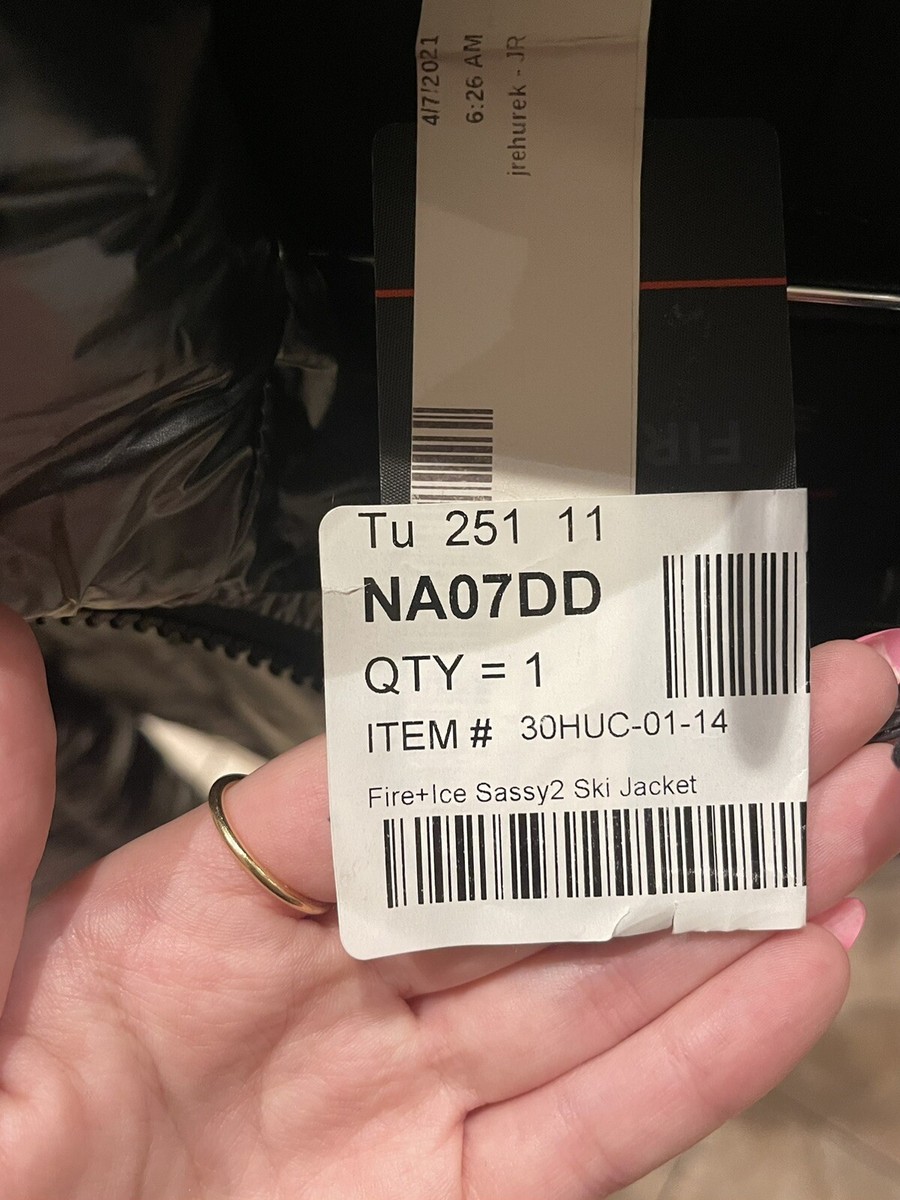 4/7/2021
6:26 AM
jrehurek - JR
FIR
Tu 251 11
NA07DD
QTY = 1
ITEM # 30HUC-01-14
Fire+Ice Sassy2 Ski Jacket